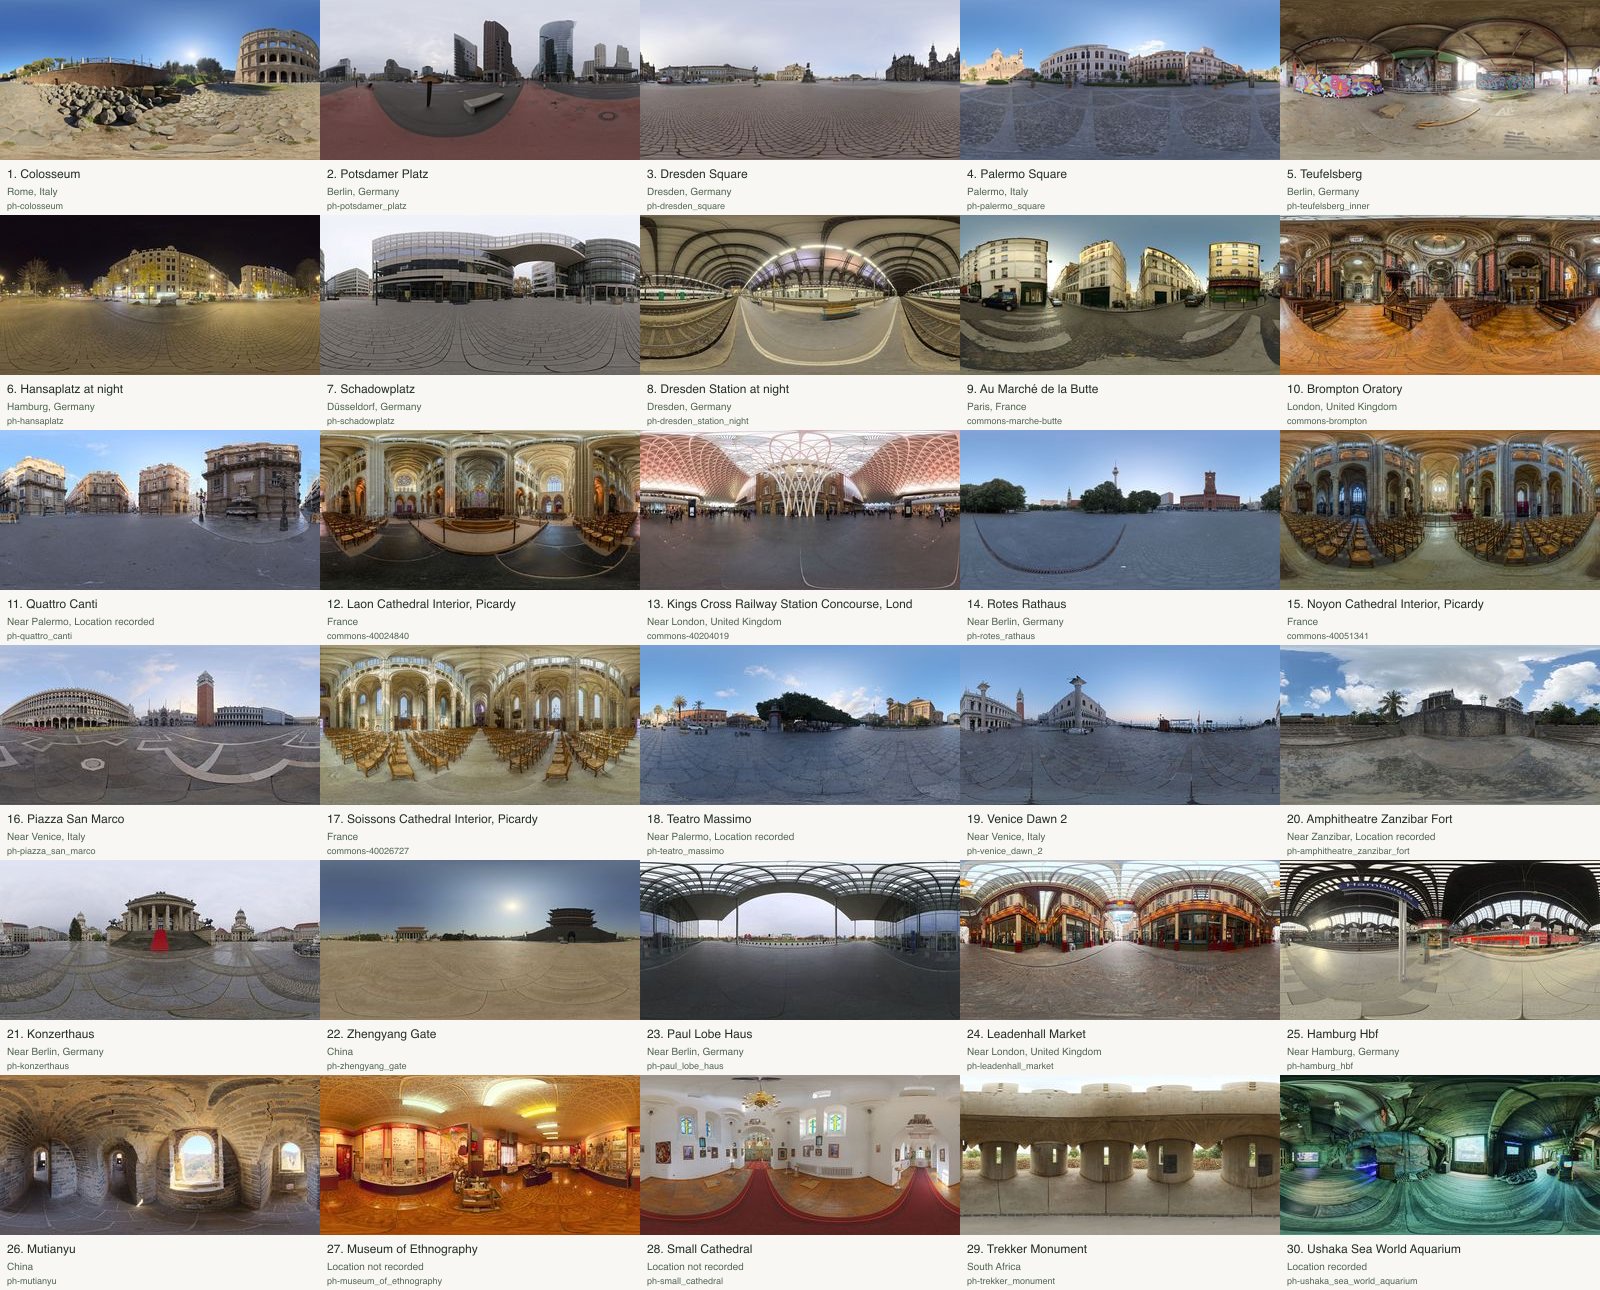 1. Colosseum
Rome, Italy
ph-colosseum
2. Potsdamer Platz
Berlin, Germany
ph-potsdamer_platz
3. Dresden Square
Dresden, Germany
ph-dresden_square
4. Palermo Square
Palermo, Italy
ph-palermo_square
5. Teufelsberg
Berlin, Germany
ph-teufelsberg_inner
6. Hansaplatz at night
Hamburg, Germany
ph-hansaplatz
7. Schadowplatz
Düsseldorf, Germany
ph-schadowplatz
8. Dresden Station at night
Dresden, Germany
ph-dresden_station_night
9. Au Marché de la Butte
Paris, France
commons-marche-butte
10. Brompton Oratory
London, United Kingdom
commons-brompton
11. Quattro Canti
Near Palermo, Location recorded
ph-quattro_canti
12. Laon Cathedral Interior, Picardy
France
commons-40024840
13. Kings Cross Railway Station Concourse, Lond
Near London, United Kingdom
commons-40204019
14. Rotes Rathaus
Near Berlin, Germany
ph-rotes_rathaus
15. Noyon Cathedral Interior, Picardy
France
commons-40051341
16. Piazza San Marco
Near Venice, Italy
ph-piazza_san_marco
17. Soissons Cathedral Interior, Picardy
France
commons-40026727
18. Teatro Massimo
Near Palermo, Location recorded
ph-teatro_massimo
19. Venice Dawn 2
Near Venice, Italy
ph-venice_dawn_2
20. Amphitheatre Zanzibar Fort
Near Zanzibar, Location recorded
ph-amphitheatre_zanzibar_fort
Hamburg
21. Konzerthaus
Near Berlin, Germany
ph-konzerthaus
22. Zhengyang Gate
China
ph-zhengyang_gate
23. Paul Lobe Haus
Near Berlin, Germany
ph-paul_lobe_haus
24. Leadenhall Market
Near London, United Kingdom
ph-leadenhall_market
25. Hamburg Hbf
Near Hamburg, Germany
ph-hamburg_hbf
26. Mutianyu
China
ph-mutianyu
27. Museum of Ethnography
Location not recorded
ph-museum_of_ethnography
28. Small Cathedral
Location not recorded
ph-small_cathedral
29. Trekker Monument
South Africa
ph-trekker_monument
30. Ushaka Sea World Aquarium
Location recorded
ph-ushaka_sea_world_aquarium